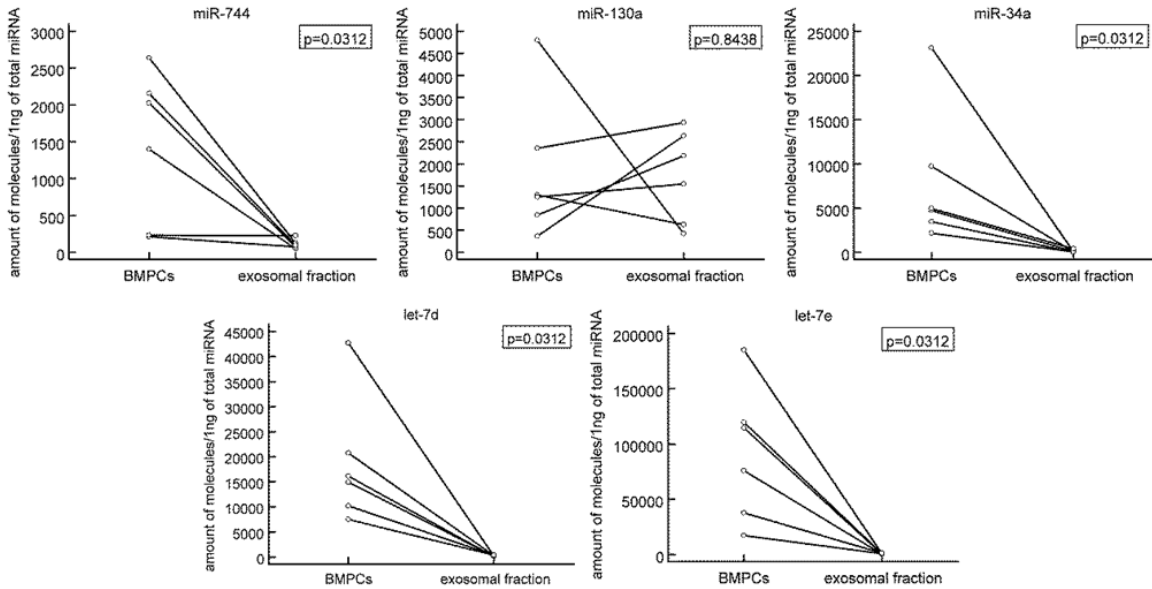 miR-744
amount of molecules/1ng of total miRNA
3000
2500
2000
1500
1000
500
0
p=0.0312
BMPCs
exosomal fraction
miR-130a
amount of molecules/1ng of total miRNA
5000
4500
4000
3500
3000
2500
2000
1500
1000
500
0
p=0.8438
BMPCs
exosomal fraction
miR-34a
amount of molecules/1ng of total miRNA
25000
20000
15000
10000
5000
0
p=0.0312
BMPCs
exosomal fraction
let-7d
amount of molecules/1ng of total miRNA
45000
40000
35000
30000
25000
20000
15000
10000
5000
0
p=0.0312
BMPCs
exosomal fraction
let-7e
amount of molecules/1ng of total miRNA
200000
150000
100000
50000
0
p=0.0312
BMPCs
exosomal fraction